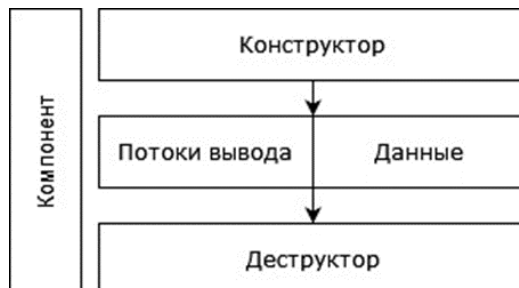 Компонент
Конструктор
Потоки вывода
Данные
Деструктор